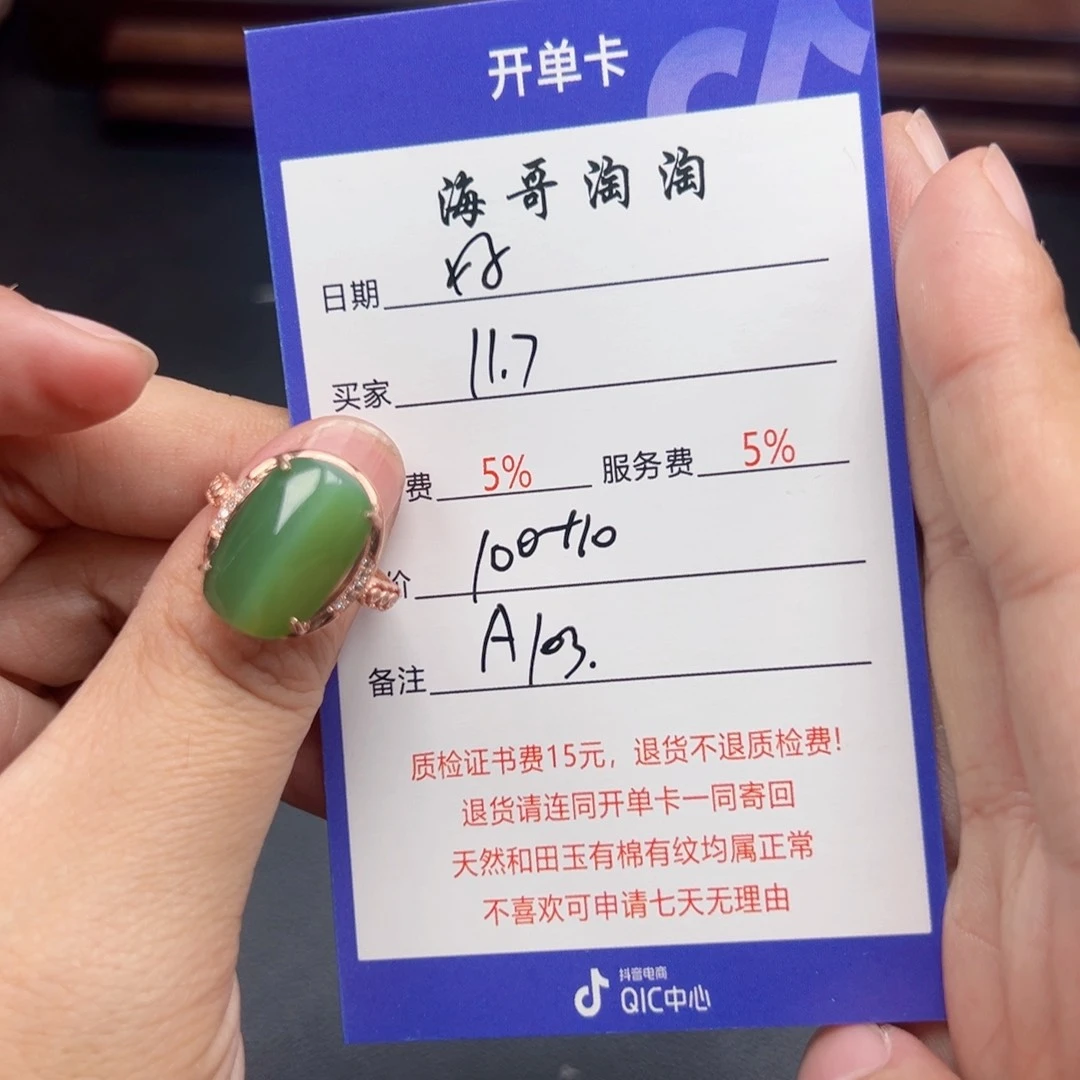 开单卡
海哥淘淘
日期
买家 11.7
费 5% 服务费 5%
价 100+10
备注 A103.
质检证书费15元，退货不退质检费!
退货请连同开单卡一同寄回
天然和田玉有棉有纹均属正常
不喜欢可申请七天无理由
抖音电商
QIC中心